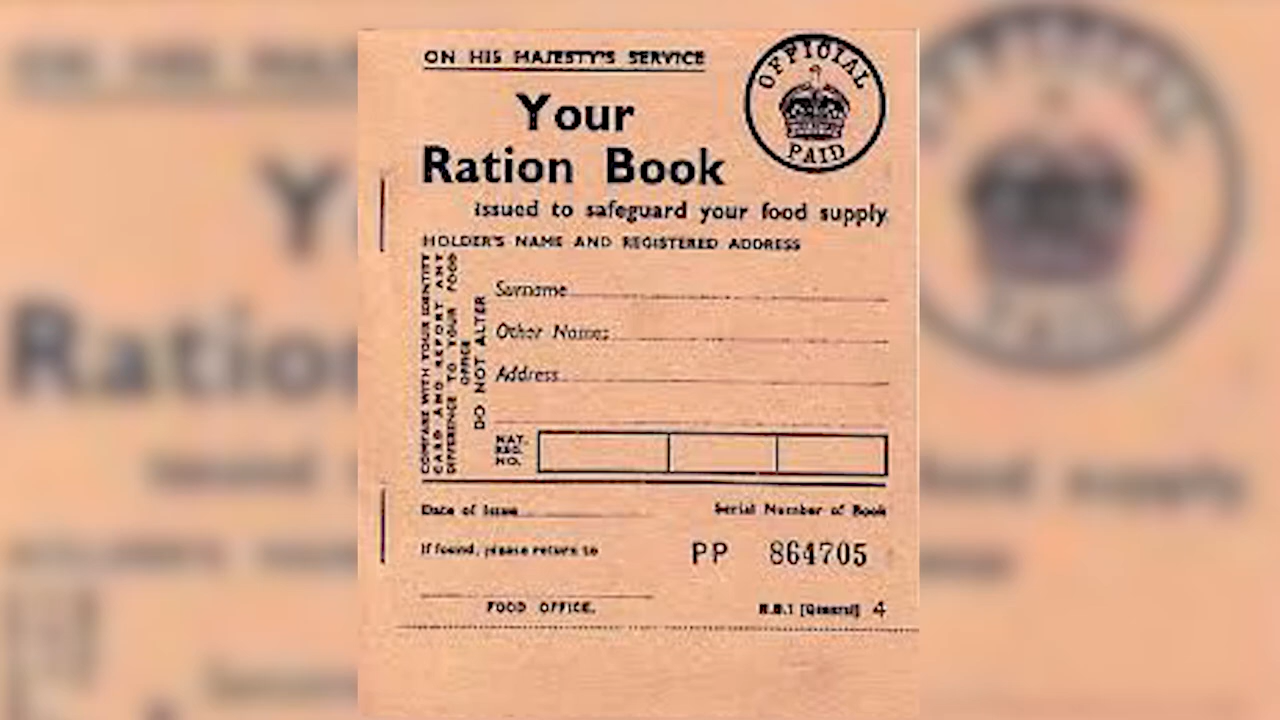 ON HIS MAJESTY'S SERVICE
OFFICIAL
PAID
Your
Ration Book
issued to safeguard your food supply
HOLDER'S NAME AND REGISTERED ADDRESS
COMPARE WITH YOUR IDENTITY
CARD AND REPORT ANY
DIFFERENCE TO YOUR FOOD
OFFICE
DO NOT ALTER
Surname
Other Names
Address
NAT.
REG.
NO.
Date of Issue
Serial Number of Book
If found, please return to
PP 864705
FOOD OFFICE.
R.B.1 [General] 4